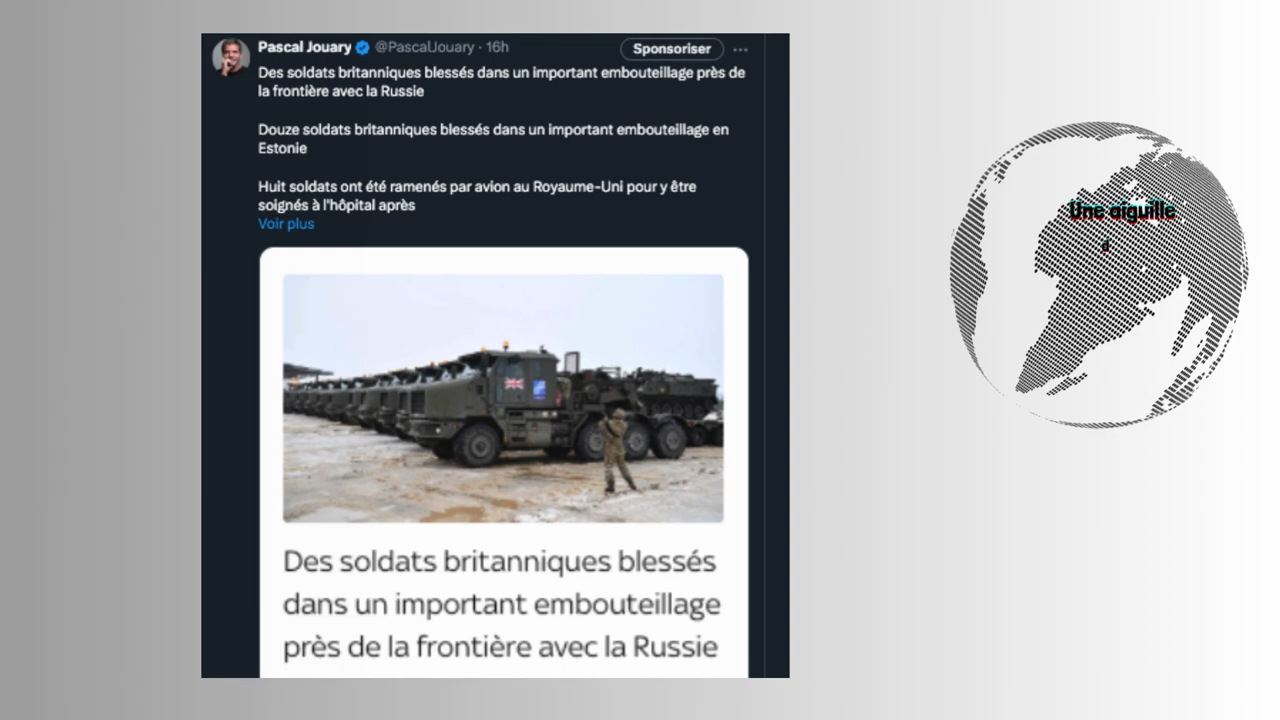 Pascal Jouary @PascalJouary · 16h
Sponsoriser
Des soldats britanniques blessés dans un important embouteillage près de
la frontière avec la Russie
Douze soldats britanniques blessés dans un important embouteillage en
Estonie
Huit soldats ont été ramenés par avion au Royaume-Uni pour y être
soignés à l'hôpital après
Voir plus
Des soldats britanniques blessés
dans un important embouteillage
près de la frontière avec la Russie
Une aiguille
d